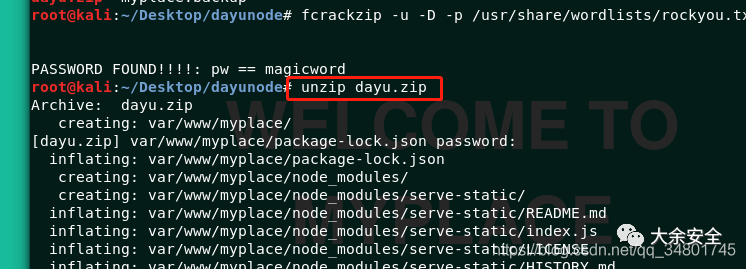 dayu.zip myplace.backup
root@kali:~/Desktop/dayunode# fcrackzip -u -D -p /usr/share/wordlists/rockyou.tx
PASSWORD FOUND!!!!: pw == magicword
root@kali:~/Desktop/dayunode# unzip dayu.zip
Archive:  dayu.zip
   creating: var/www/myplace/
[dayu.zip] var/www/myplace/package-lock.json password:
  inflating: var/www/myplace/package-lock.json
   creating: var/www/myplace/node_modules/
   creating: var/www/myplace/node_modules/serve-static/
  inflating: var/www/myplace/node_modules/serve-static/README.md
  inflating: var/www/myplace/node_modules/serve-static/index.js
  inflating: var/www/myplace/node_modules/serve-static/LICENSE
  inflating: var/www/myplace/node_modules/serve-static/HISTORY.md
WELCOME TO
MYPLACE
大余安全
https://blog.csdn.net/qq_34801745